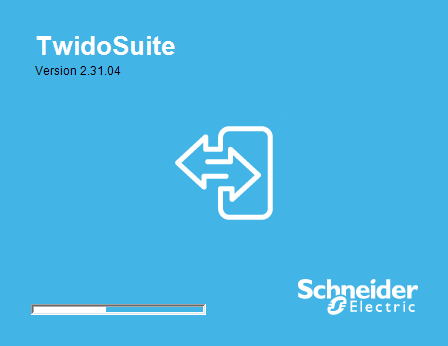 TwidoSuite
Version 2.31.04
Schneider
Electric